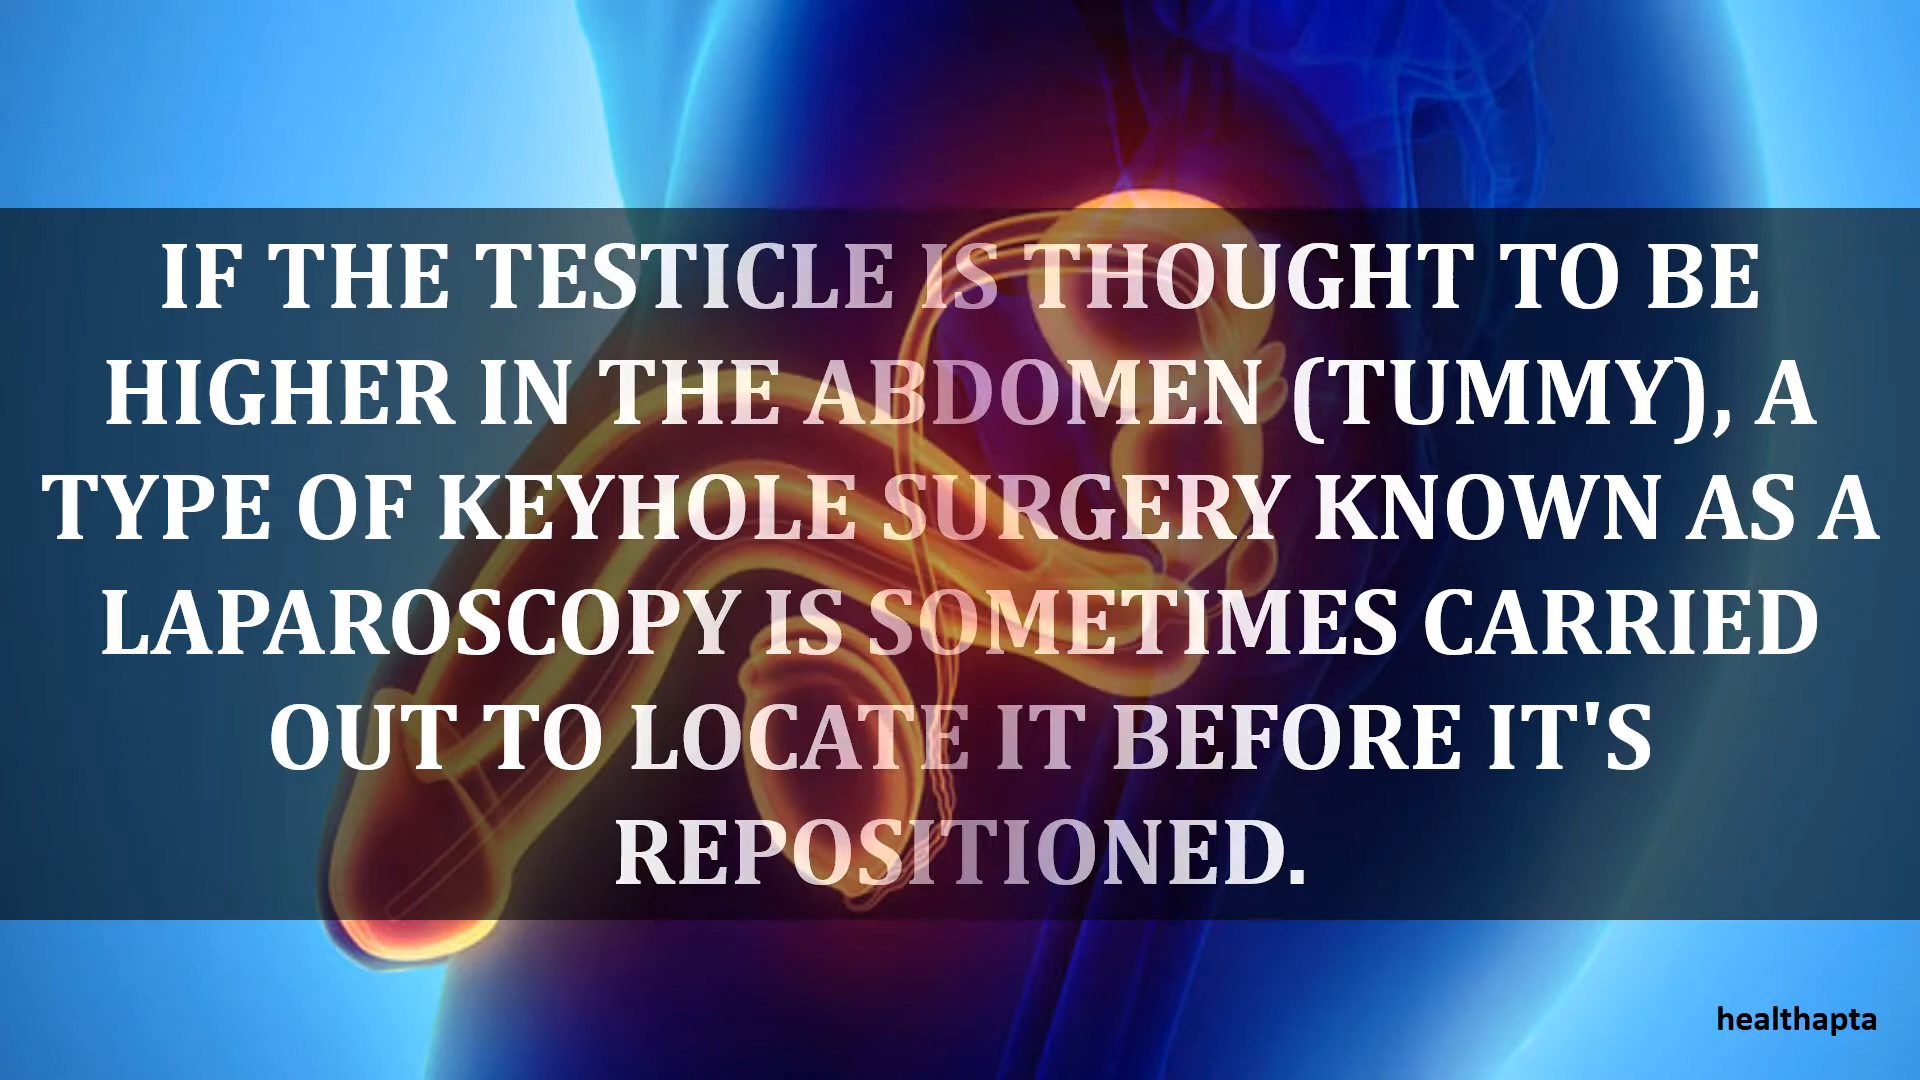 IF THE TESTICLE IS THOUGHT TO BE
HIGHER IN THE ABDOMEN (TUMMY), A
TYPE OF KEYHOLE SURGERY KNOWN AS A
LAPAROSCOPY IS SOMETIMES CARRIED
OUT TO LOCATE IT BEFORE IT'S
REPOSITIONED.
healthapta